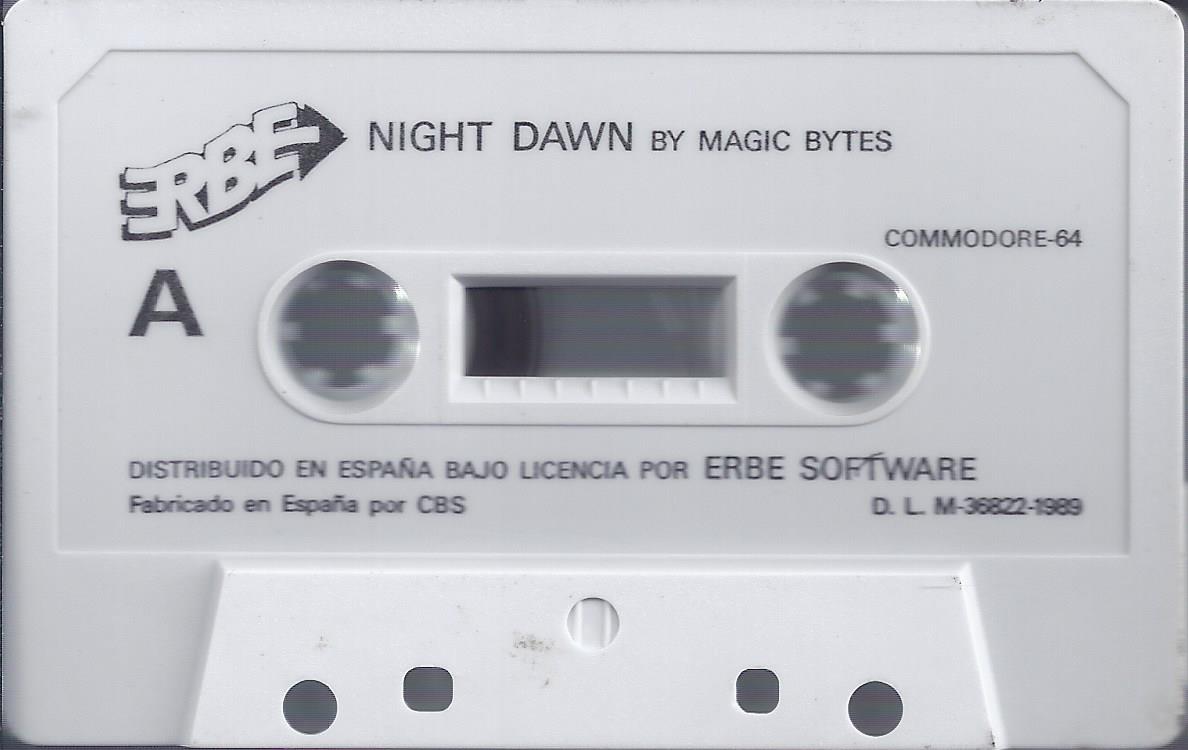 ERBE
NIGHT DAWN BY MAGIC BYTES
COMMODORE-64
A
DISTRIBUIDO EN ESPAÑA BAJO LICENCIA POR ERBE SOFTWARE
Fabricado en España por CBS
D. L. M-36822-1989